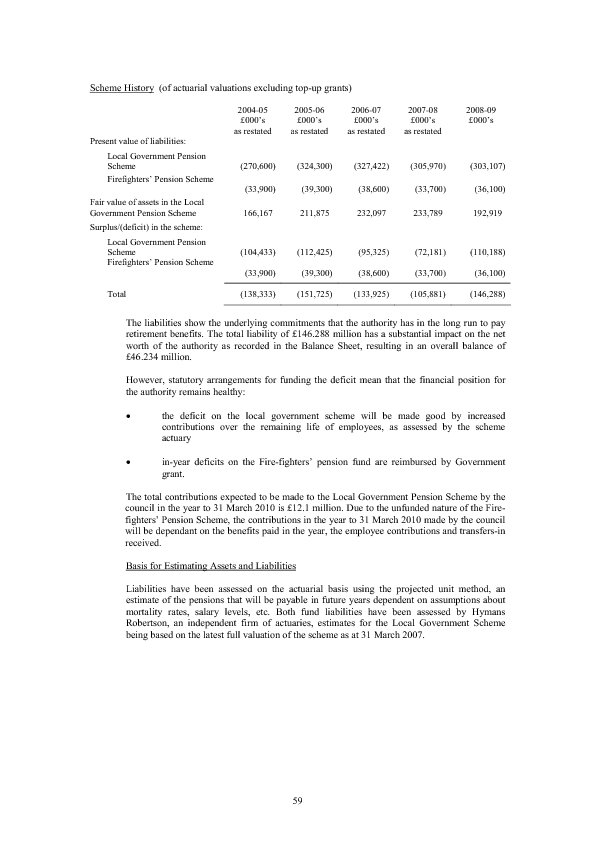 Scheme History (of actuarial valuations excluding top-up grants)
2004-05 2005-06 2006-07 2007-08 2008-09
£000's £000's £000's £000's £000's
as restated as restated as restated as restated
Present value of liabilities:
Local Government Pension
Scheme (270,600) (324,300) (327,422) (305,970) (303,107)
Firefighters' Pension Scheme
(33,900) (39,300) (38,600) (33,700) (36,100)
Fair value of assets in the Local
Government Pension Scheme 166,167 211,875 232,097 233,789 192,919
Surplus/(deficit) in the scheme:
Local Government Pension
Scheme (104,433) (112,425) (95,325) (72,181) (110,188)
Firefighters' Pension Scheme
(33,900) (39,300) (38,600) (33,700) (36,100)
Total (138,333) (151,725) (133,925) (105,881) (146,288)
The liabilities show the underlying commitments that the authority has in the long run to pay
retirement benefits. The total liability of £146.288 million has a substantial impact on the net
worth of the authority as recorded in the Balance Sheet, resulting in an overall balance of
£46.234 million.
However, statutory arrangements for funding the deficit mean that the financial position for
the authority remains healthy:
• the deficit on the local government scheme will be made good by increased
contributions over the remaining life of employees, as assessed by the scheme
actuary
• in-year deficits on the Fire-fighters' pension fund are reimbursed by Government
grant.
The total contributions expected to be made to the Local Government Pension Scheme by the
council in the year to 31 March 2010 is £12.1 million. Due to the unfunded nature of the Fire-
fighters' Pension Scheme, the contributions in the year to 31 March 2010 made by the council
will be dependant on the benefits paid in the year, the employee contributions and transfers-in
received.
Basis for Estimating Assets and Liabilities
Liabilities have been assessed on the actuarial basis using the projected unit method, an
estimate of the pensions that will be payable in future years dependent on assumptions about
mortality rates, salary levels, etc. Both fund liabilities have been assessed by Hymans
Robertson, an independent firm of actuaries, estimates for the Local Government Scheme
being based on the latest full valuation of the scheme as at 31 March 2007.
59